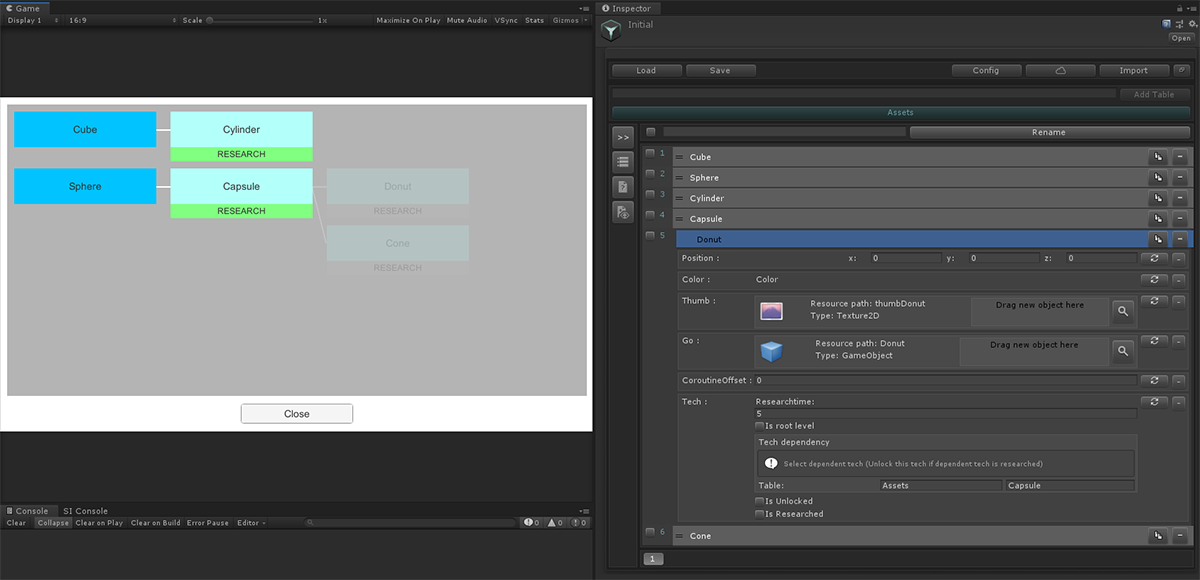 Game
Display 1 16:9 Scale 1x Maximize On Play Mute Audio VSync Stats Gizmos
Cube
Cylinder
RESEARCH
Sphere
Capsule
RESEARCH
Donut
RESEARCH
Cone
RESEARCH
Close
Console SI Console
Clear Collapse Clear on Play Clear on Build Error Pause Editor 0 0 0
Inspector
Initial
Open
Load Save Config Import
Add Table
Assets
>> Rename
1 = Cube -
2 = Sphere -
3 = Cylinder -
4 = Capsule -
5 Donut -
Position : x: 0 y: 0 z: 0 -
Color : Color -
Thumb : Resource path: thumbDonut Drag new object here -
Type: Texture2D
Go : Resource path: Donut Drag new object here -
Type: GameObject
CoroutineOffset : 0 -
Tech : Researchtime: -
5
Is root level
Tech dependency
Select dependent tech (Unlock this tech if dependent tech is researched)
Table: Assets Capsule
Is Unlocked
Is Researched
6 = Cone -
1